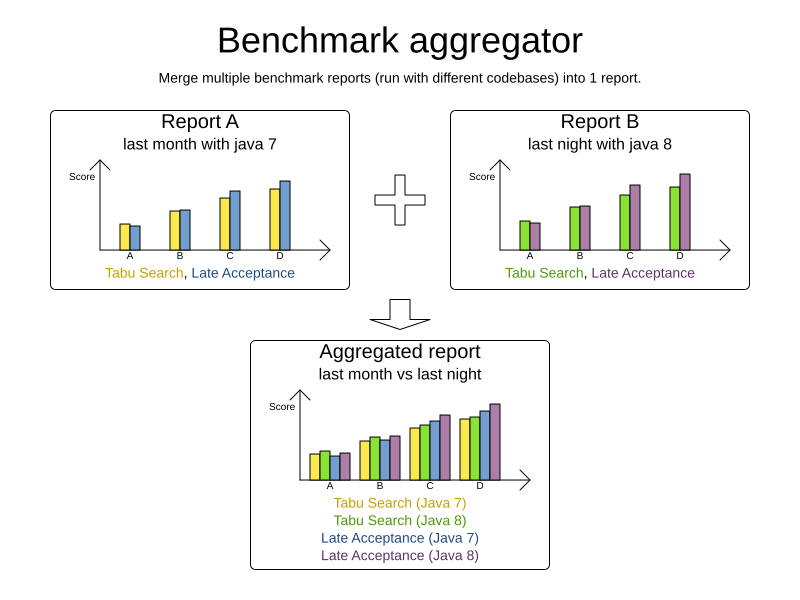 Benchmark aggregator
Merge multiple benchmark reports (run with different codebases) into 1 report.
Report A
last month with java 7
Score
A B C D
Tabu Search, Late Acceptance
Report B
last night with java 8
Score
A B C D
Tabu Search, Late Acceptance
Aggregated report
last month vs last night
Score
A B C D
Tabu Search (Java 7)
Tabu Search (Java 8)
Late Acceptance (Java 7)
Late Acceptance (Java 8)